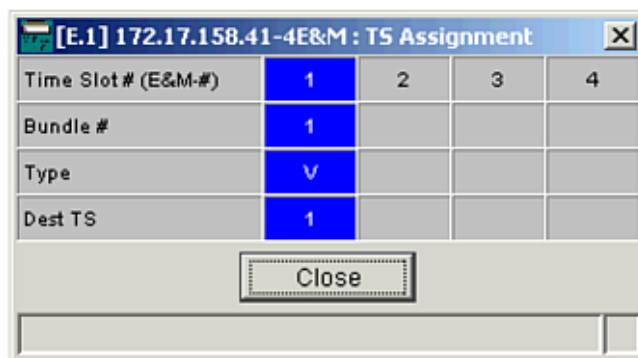 [E.1] 172.17.158.41-4E&M : TS Assignment
Time Slot # (E&M-#) 1 2 3 4
Bundle # 1
Type V
Dest TS 1
Close